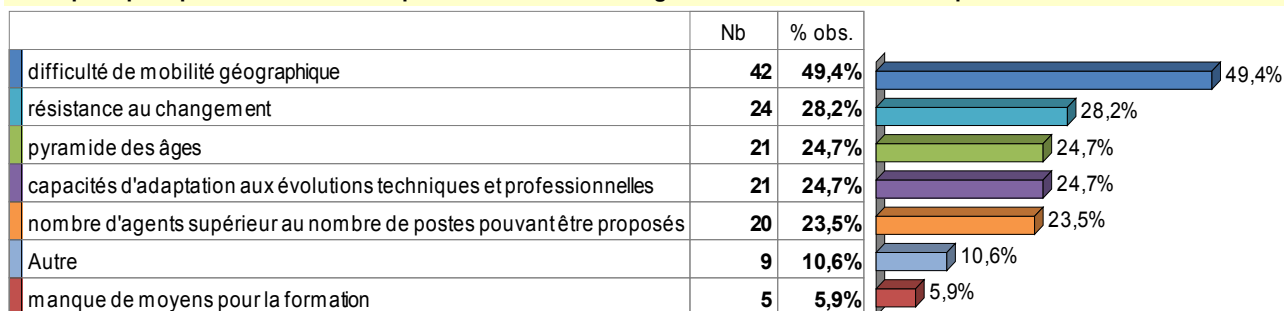 Nb % obs.
difficulté de mobilité géographique 42 49,4% 49,4%
résistance au changement 24 28,2% 28,2%
pyramide des âges 21 24,7% 24,7%
capacités d'adaptation aux évolutions techniques et professionnelles 21 24,7% 24,7%
nombre d'agents supérieur au nombre de postes pouvant être proposés 20 23,5% 23,5%
Autre 9 10,6% 10,6%
manque de moyens pour la formation 5 5,9% 5,9%